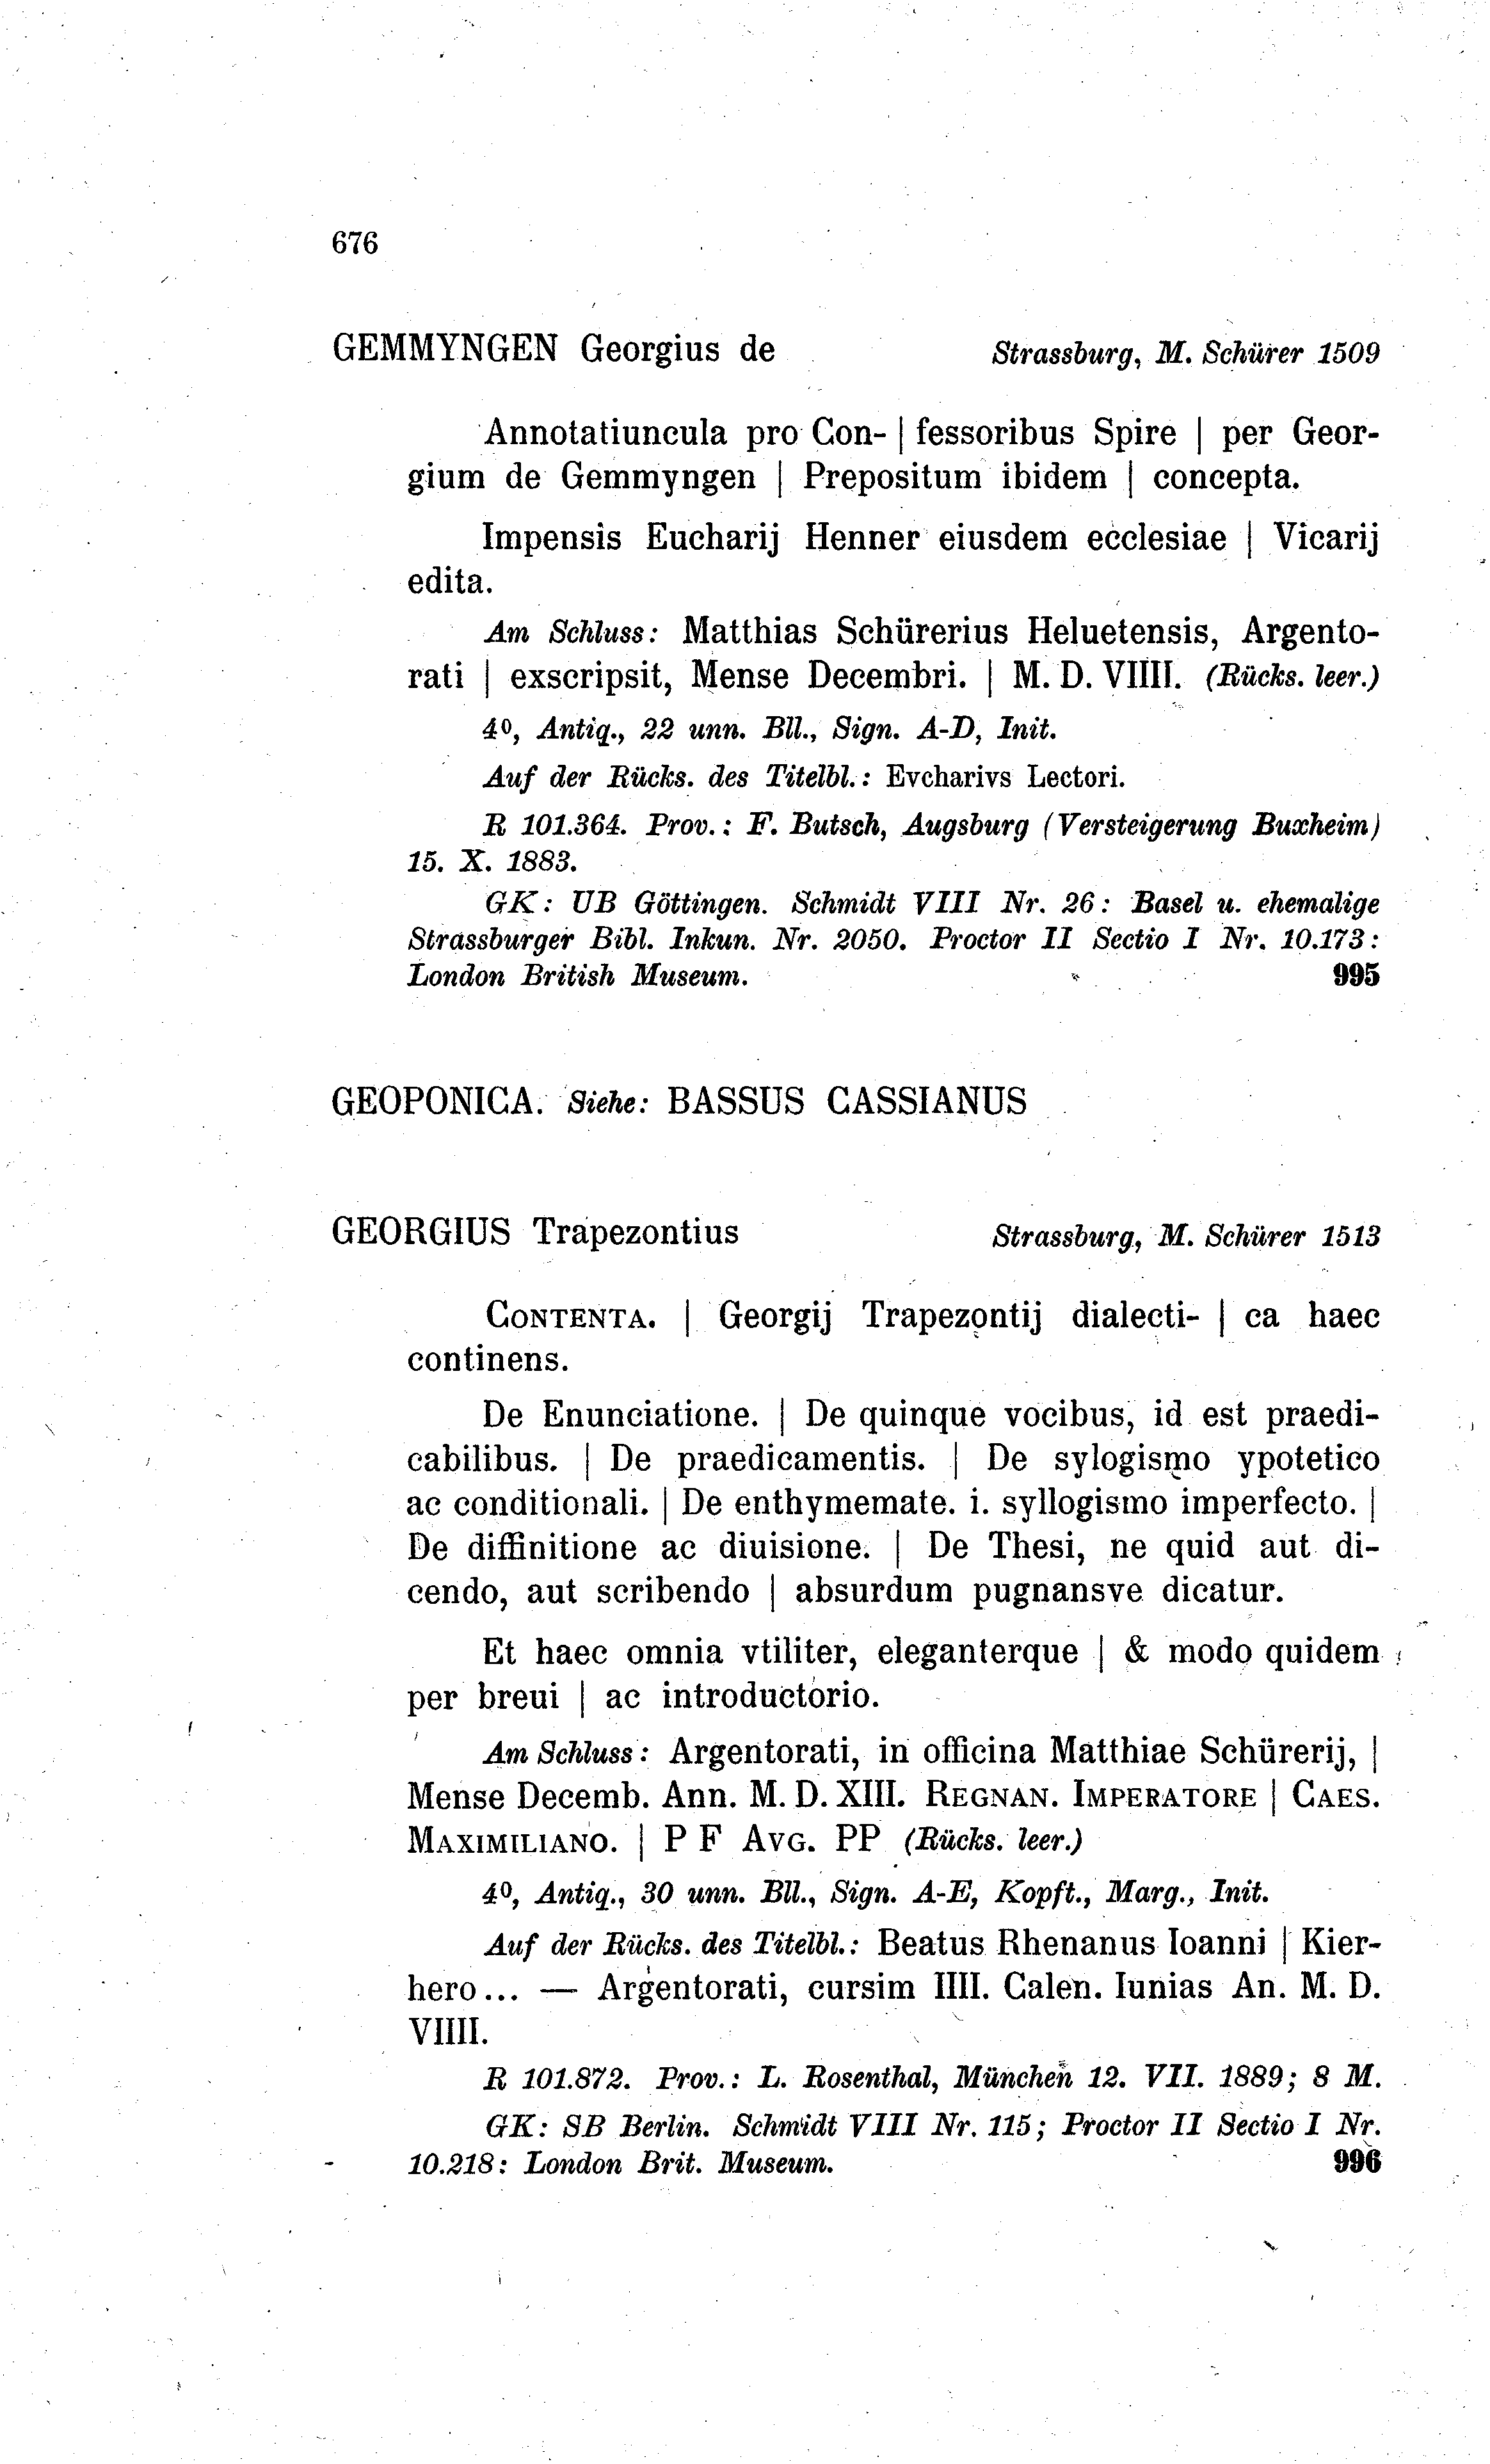 676
GEMMYNGEN Georgius de Strassburg, M. Schürer 1509
Annotatiuncula pro Con- | fessoribus Spire | per Geor-
gium de Gemmyngen | Prepositum ibidem | concepta.
Impensis Eucharij Henner eiusdem ecclesiae | Vicarij
edita.
Am Schluss: Matthias Schürerius Heluetensis, Argento-
rati | exscripsit, Mense Decembri. | M. D. VIIII. (Rücks. leer.)
4⁰, Antiq., 22 unn. Bll., Sign. A-D, Init.
Auf der Rücks. des Titelbl.: Evcharivs Lectori.
R 101.364. Prov.: F. Butsch, Augsburg (Versteigerung Buxheim)
15. X. 1883.
GK: UB Göttingen. Schmidt VIII Nr. 26: Basel u. ehemalige
Strassburger Bibl. Inkun. Nr. 2050. Proctor II Sectio I Nr. 10.173:
London British Museum. 995
GEOPONICA. Siehe: BASSUS CASSIANUS
GEORGIUS Trapezontius Strassburg, M. Schürer 1513
CONTENTA. | Georgij Trapezontij dialecti- | ca haec
continens.
De Enunciatione. | De quinque vocibus, id est praedi-
cabilibus. | De praedicamentis. | De sylogismo ypotetico
ac conditionali. | De enthymemate. i. syllogismo imperfecto. |
De diffinitione ac diuisione. | De Thesi, ne quid aut di-
cendo, aut scribendo | absurdum pugnansve dicatur.
Et haec omnia vtiliter, eleganterque | & modo quidem
per breui | ac introductorio.
Am Schluss: Argentorati, in officina Matthiae Schürerij, |
Mense Decemb. Ann. M. D. XIII. REGNAN. IMPERATORE | CAES.
MAXIMILIANO. | P F AVG. PP (Rücks. leer.)
4⁰, Antiq., 30 unn. Bll., Sign. A-E, Kopft., Marg., Init.
Auf der Rücks. des Titelbl.: Beatus Rhenanus Ioanni | Kier-
hero... — Argentorati, cursim IIII. Calen. Iunias An. M. D.
VIIII.
R 101.872. Prov.: L. Rosenthal, München 12. VII. 1889; 8 M.
GK: SB Berlin. Schmidt VIII Nr. 115; Proctor II Sectio I Nr.
10.218: London Brit. Museum. 996